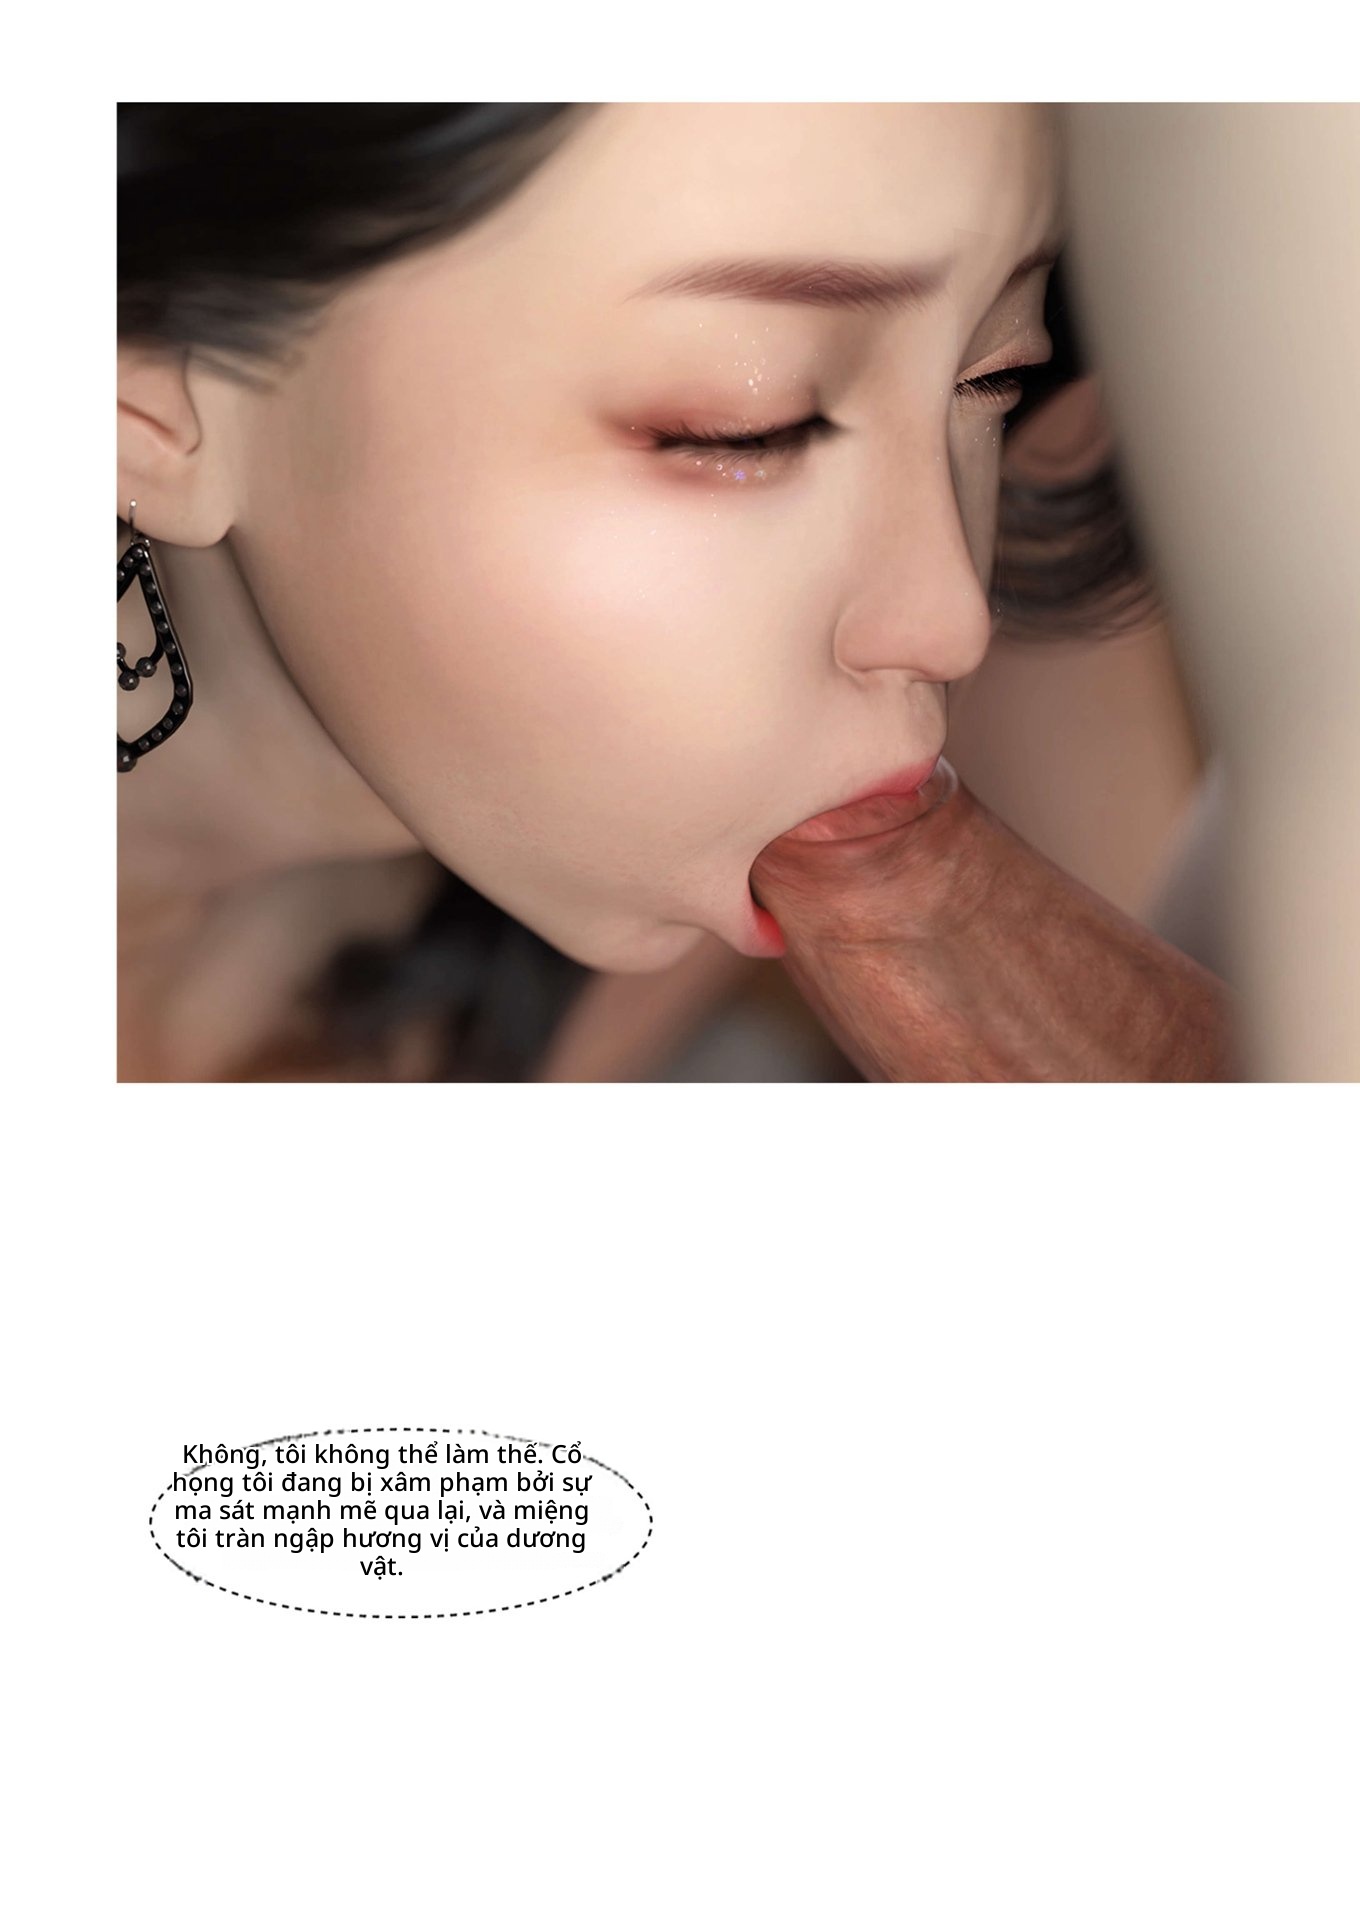 Không, tôi không thể làm thế. Cổ
họng tôi đang bị xâm phạm bởi sự
ma sát mạnh mẽ qua lại, và miệng
tôi tràn ngập hương vị của dương
vật.